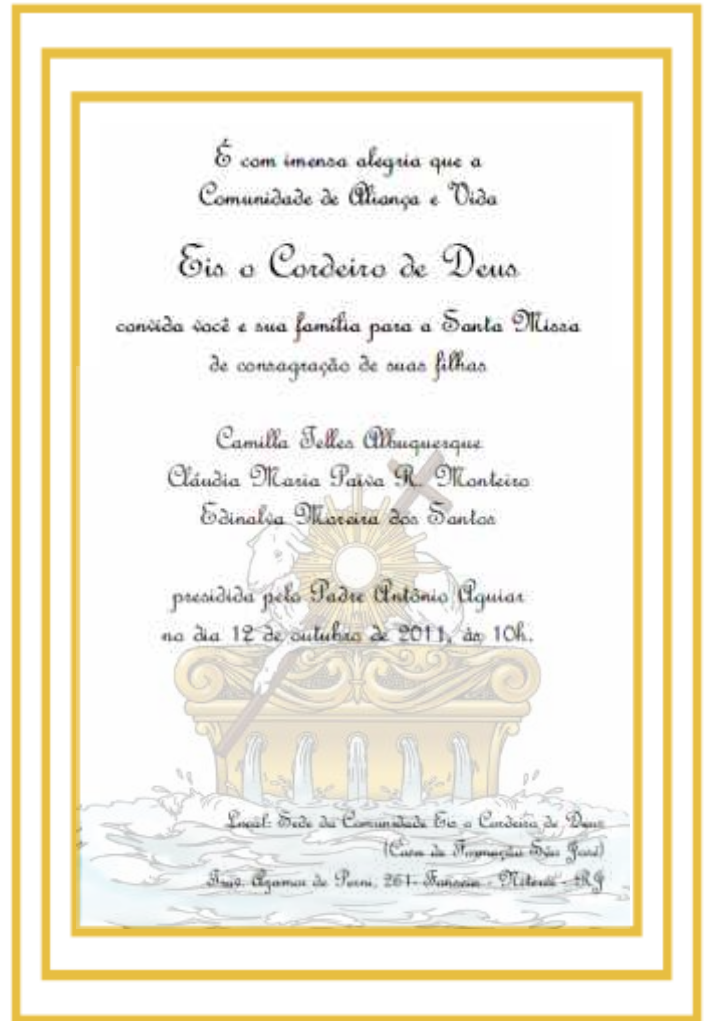 É com imensa alegria que a
Comunidade de Aliança e Vida
Eis o Cordeiro de Deus
convida você e sua família para a Santa Missa
de consagração de suas filhas
Camilla Telles Albuquerque
Cláudia Maria Paiva R. Monteiro
Edinalva Moreira dos Santos
presidida pelo Padre Antônio Aguiar
no dia 12 de outubro de 2011, às 10h.
Local: Sede da Comunidade Eis o Cordeiro de Deus
(Casa de Formação São José)
Trav. de 261- - Niterói - RJ